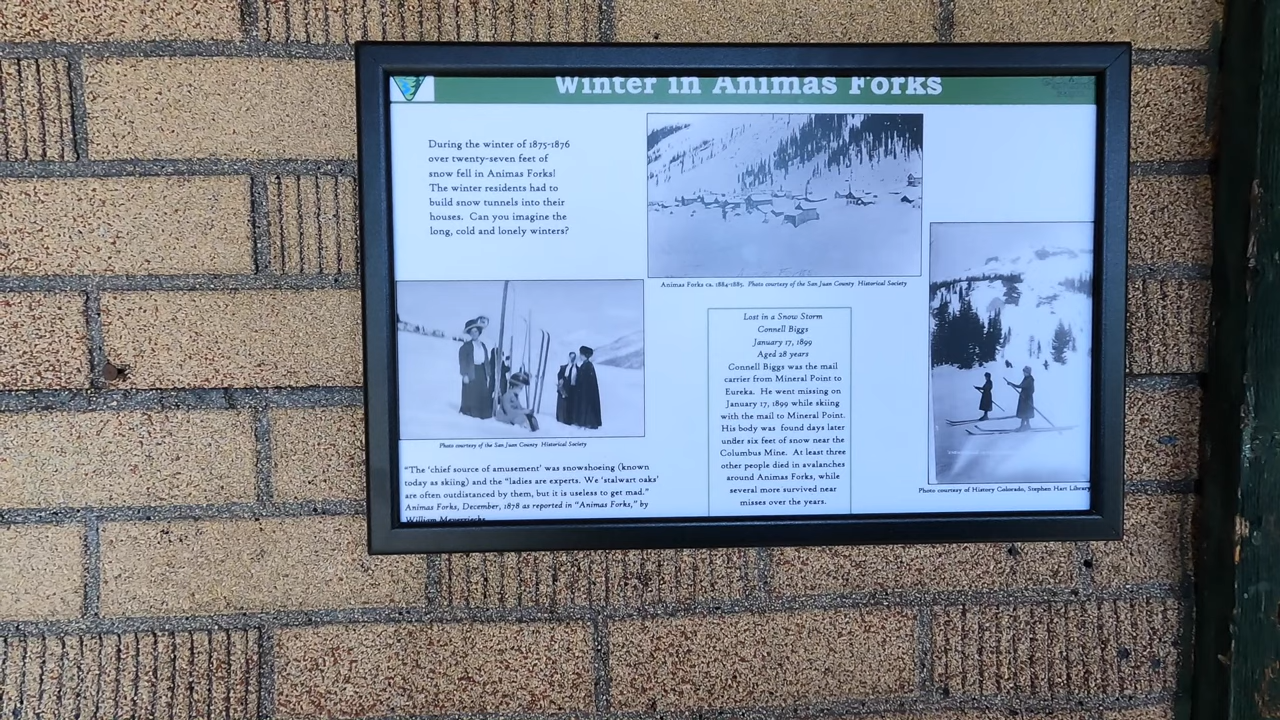 Winter in Animas Forks
During the winter of 1875-1876
over twenty-seven feet of
snow fell in Animas Forks!
The winter residents had to
build snow tunnels into their
houses. Can you imagine the
long, cold and lonely winters?
Animas Forks ca. 1884-1885. Photo courtesy of the San Juan County Historical Society
Photo courtesy of the San Juan County Historical Society
"The 'chief source of amusement' was snowshoeing (known
today as skiing) and the "ladies are experts. We 'stalwart oaks'
are often outdistanced by them, but it is useless to get mad."
Animas Forks, December, 1878 as reported in "Animas Forks," by
William
Lost in a Snow Storm
Connell Biggs
January 17, 1899
Aged 28 years
Connell Biggs was the mail
carrier from Mineral Point to
Eureka. He went missing on
January 17, 1899 while skiing
with the mail to Mineral Point.
His body was found days later
under six feet of snow near the
Columbus Mine. At least three
other people died in avalanches
around Animas Forks, while
several more survived near
misses over the years.
Photo courtesy of History Colorado, Stephen Hart Library